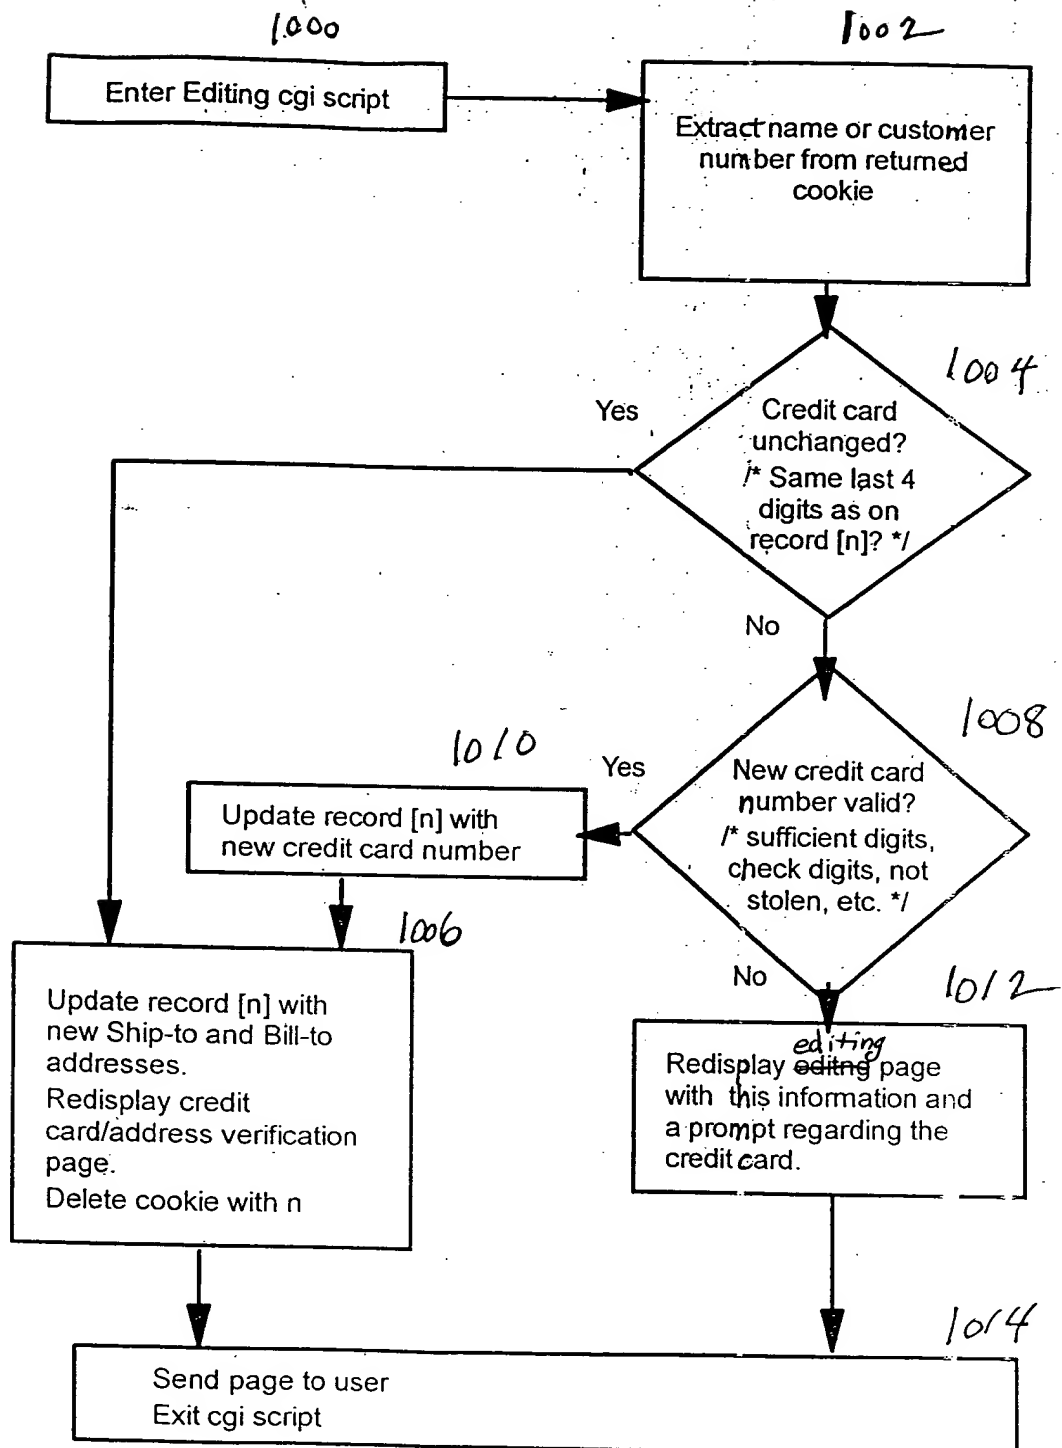 1000
Enter Editing cgi script
1002
Extract name or customer
number from returned
cookie
1004
Yes
Credit card
unchanged?
/* Same last 4
digits as on
record [n]? */
No
1008
Yes
New credit card
number valid?
/* sufficient digits,
check digits, not
stolen, etc. */
No
1010
Update record [n] with
new credit card number
1006
Update record [n] with
new Ship-to and Bill-to
addresses.
Redisplay credit
card/address verification
page.
Delete cookie with n
1012
editing
Redisplay editng page
with this information and
a prompt regarding the
credit card.
1014
Send page to user
Exit cgi script